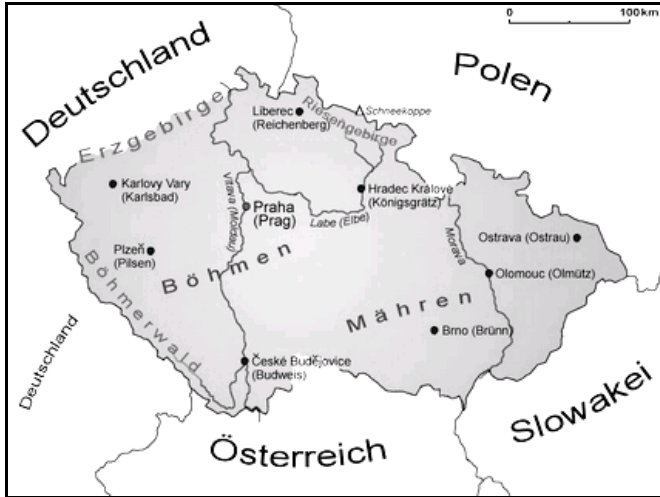 0 100km
Deutschland
Polen
Erzgebirge
Riesengebirge
Schneekoppe
Liberec
(Reichenberg)
Karlovy Vary
(Karlsbad)
Vltava (Moldau)
Praha
(Prag)
Hradec Králové
(Königsgrätz)
Labe (Elbe)
Plzeň
(Pilsen)
Böhmen
Morava
Ostrava (Ostrau)
Olomouc (Olmütz)
Böhmerwald
Mähren
Brno (Brünn)
Deutschland
České Budějovice
(Budweis)
Österreich
Slowakei